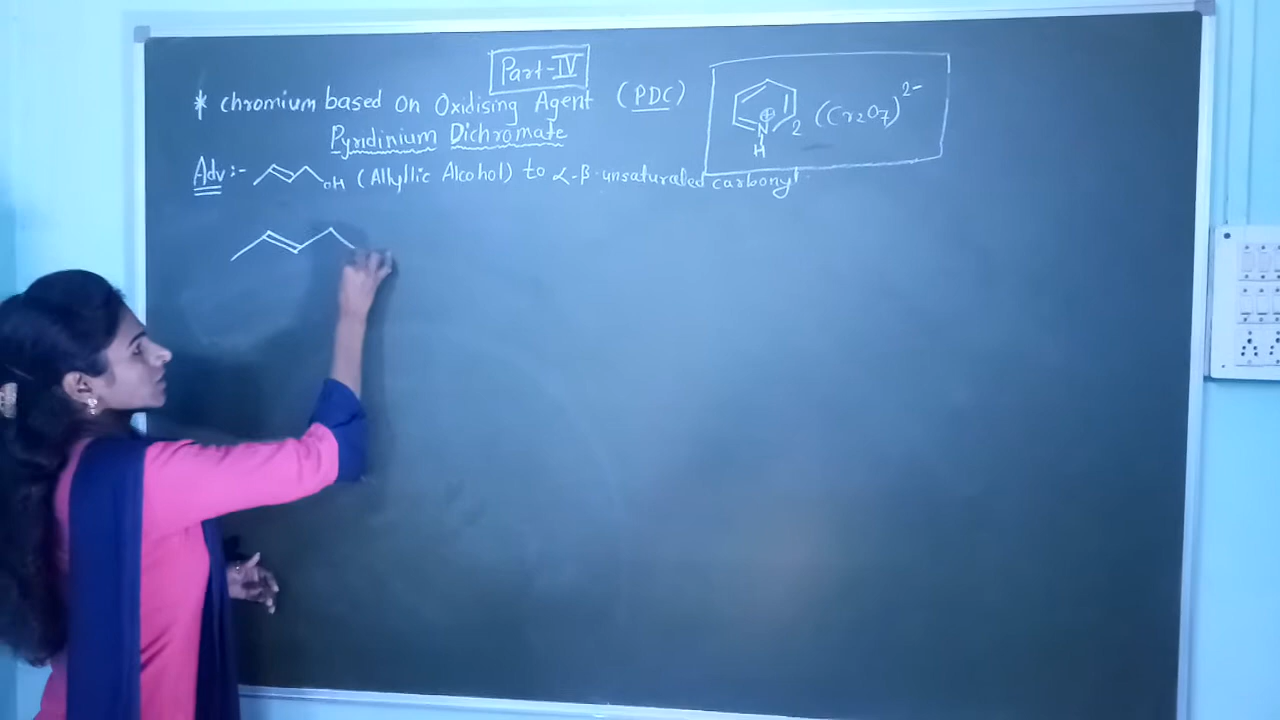 Part-IV
* chromium based on Oxidising Agent (PDC)
Pyridinium Dichromate
N H 2 (Cr2O7)2-
Adv :- OH (Allyllic Alcohol) to α-β-unsaturated carbonyl.